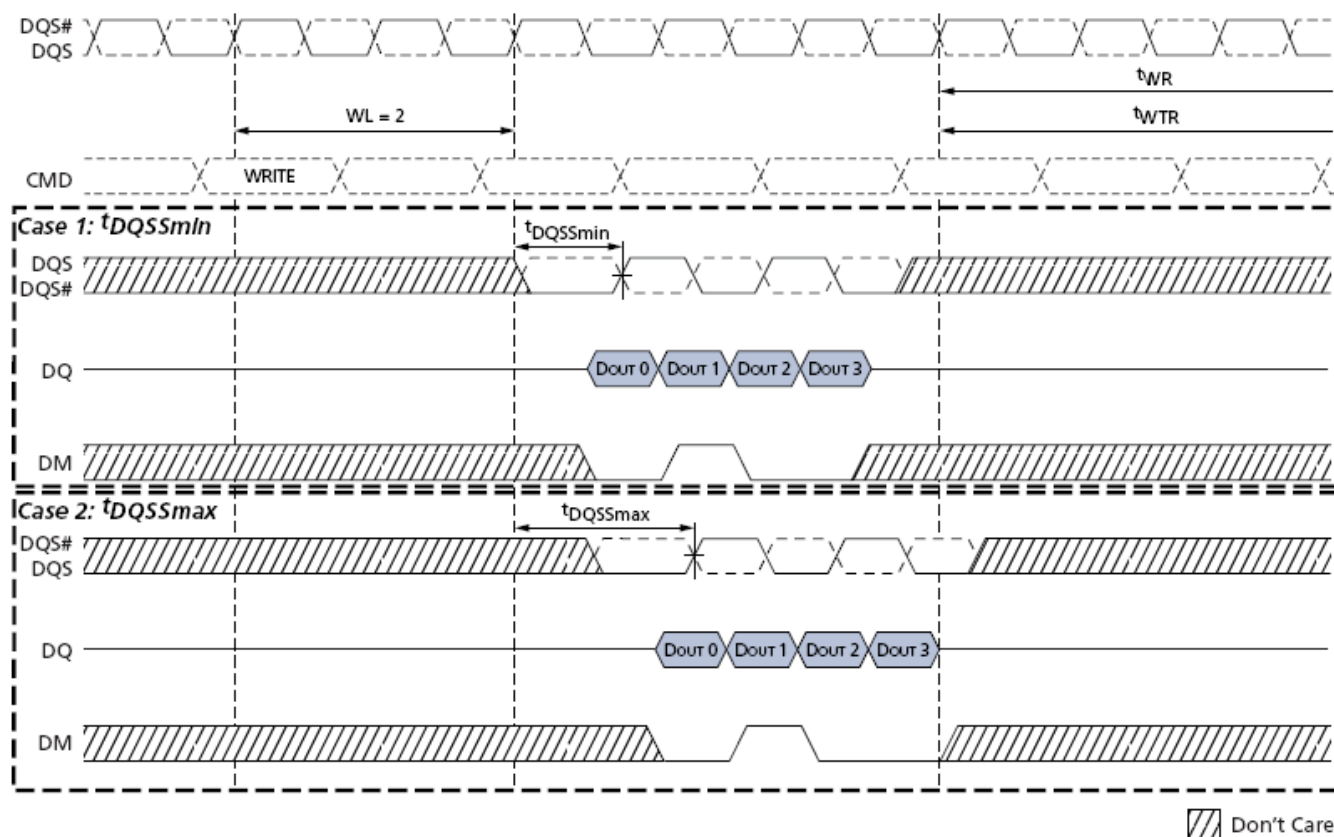 DQS#
DQS
tWR
WL = 2
tWTR
CMD
WRITE
Case 1: tDQSSmin
tDQSSmin
DQS
DQS#
DQ
DOUT 0 DOUT 1 DOUT 2 DOUT 3
DM
Case 2: tDQSSmax
tDQSSmax
DQS#
DQS
DQ
DOUT 0 DOUT 1 DOUT 2 DOUT 3
DM
Don't Care